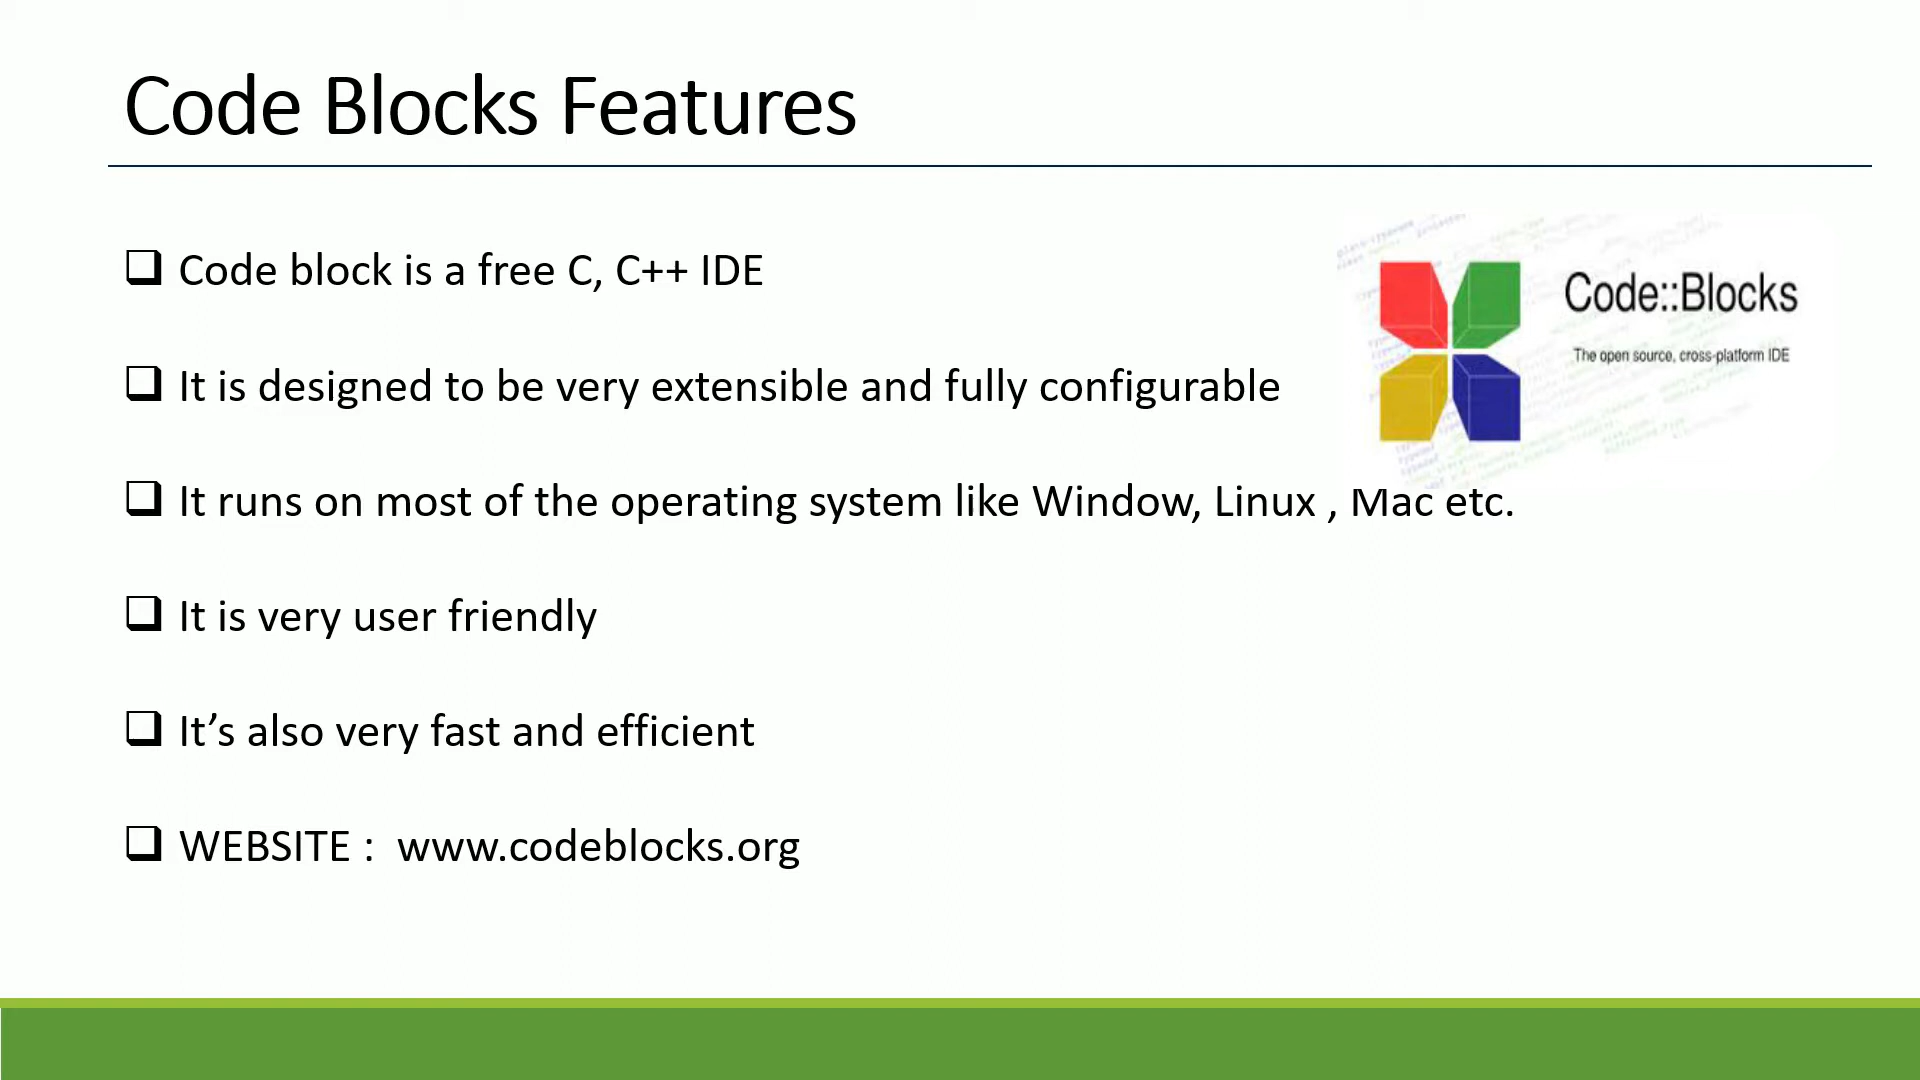 Code Blocks Features
Code block is a free C, C++ IDE
Code::Blocks
The open source, cross-platform IDE
It is designed to be very extensible and fully configurable
It runs on most of the operating system like Window, Linux , Mac etc.
It is very user friendly
It’s also very fast and efficient
WEBSITE :  www.codeblocks.org